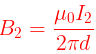 B_2 = \frac{\mu_0 I_2}{2\pi d}